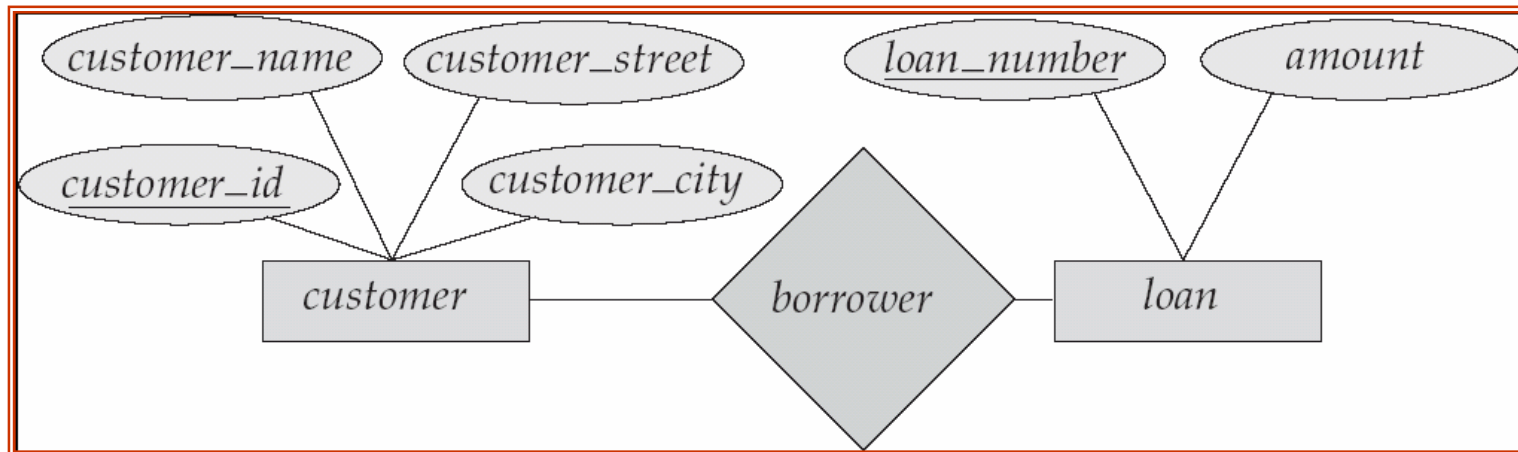 customer_name
customer_street
loan_number
amount
customer_id
customer_city
customer
borrower
loan